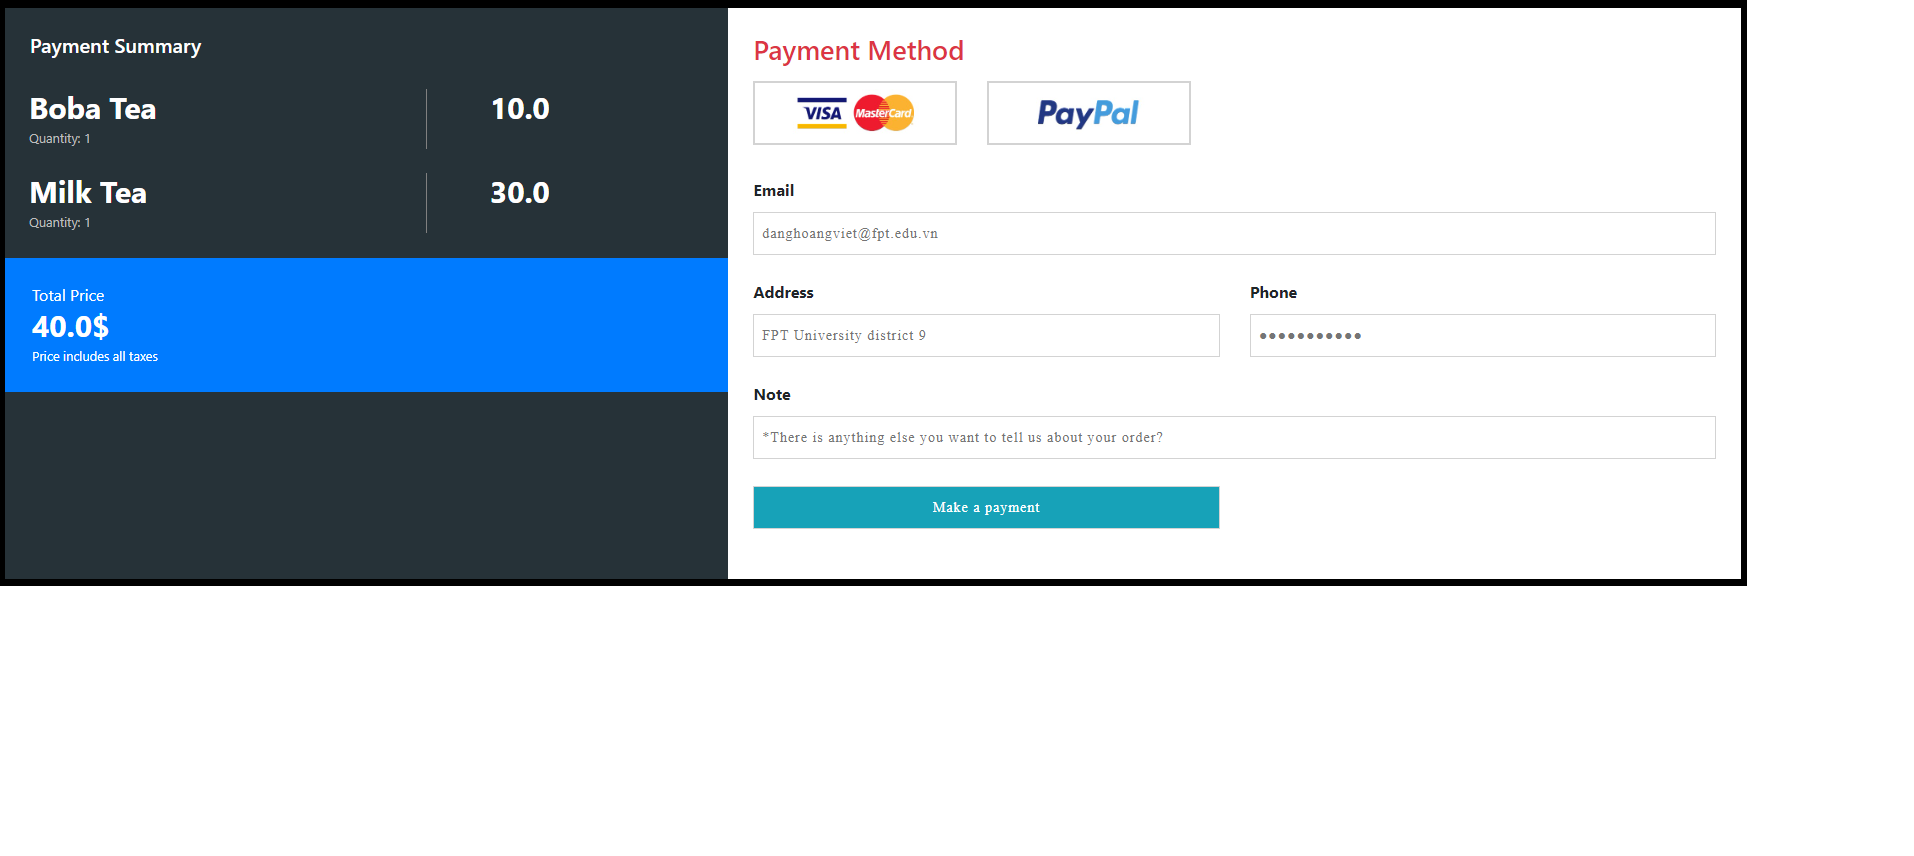 Payment Summary
Boba Tea
10.0
Quantity: 1
Milk Tea
30.0
Quantity: 1
Total Price
40.0$
Price includes all taxes
Payment Method
VISA MasterCard
PayPal
Email
danghoangviet@fpt.edu.vn
Address
Phone
FPT University district 9
●●●●●●●●●●●
Note
*There is anything else you want to tell us about your order?
Make a payment